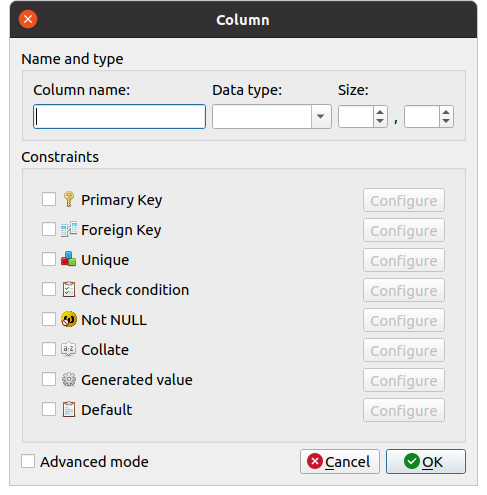 Column
Name and type
Column name: Data type: Size:
,
Constraints
Primary Key Configure
Foreign Key Configure
Unique Configure
Check condition Configure
Not NULL Configure
a-z Collate Configure
Generated value Configure
Default Configure
Advanced mode Cancel OK